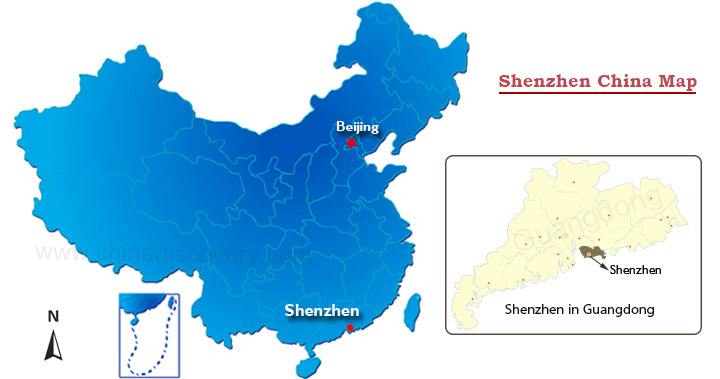 Shenzhen China Map
Beijing
Guangdong
www.chinadiscovery.com
Shenzhen
Shenzhen
Shenzhen in Guangdong
N